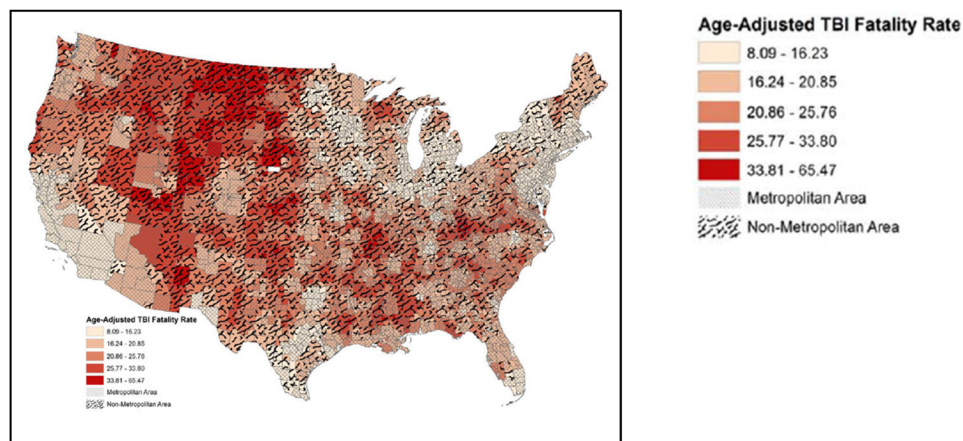 Age-Adjusted TBI Fatality Rate
8.09 - 16.23
16.24 - 20.85
20.86 - 25.76
25.77 - 33.80
33.81 - 65.47
Metropolitan Area
Non-Metropolitan Area
Age-Adjusted TBI Fatality Rate
8.09 - 16.23
16.24 - 20.85
20.86 - 25.76
25.77 - 33.80
33.81 - 65.47
Metropolitan Area
Non-Metropolitan Area